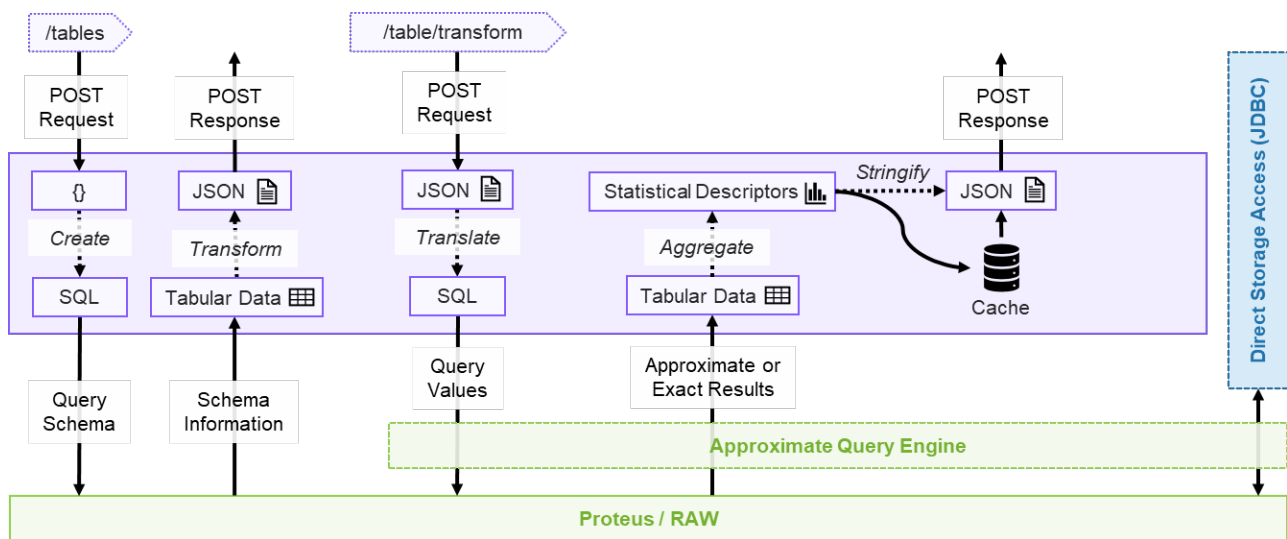 /tables
/table/transform
POST
Request
POST
Response
POST
Request
POST
Response
{}
JSON
JSON
Statistical Descriptors
Stringify
JSON
Create
Transform
Translate
Aggregate
SQL
Tabular Data
SQL
Tabular Data
Cache
Query
Schema
Schema
Information
Query
Values
Approximate or
Exact Results
Direct Storage Access (JDBC)
Approximate Query Engine
Proteus / RAW